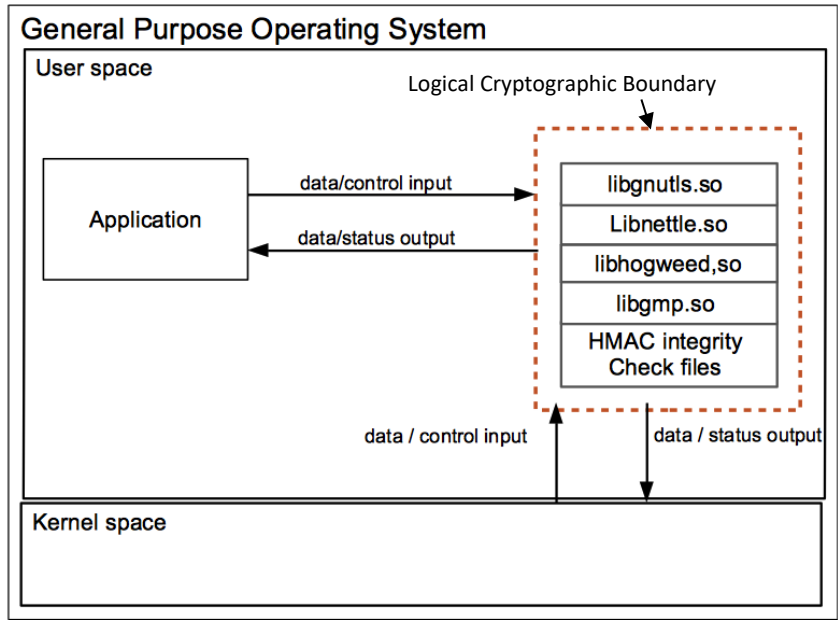 General Purpose Operating System
User space
Logical Cryptographic Boundary
data/control input
Application
data/status output
libgnutls.so
Libnettle.so
libhogweed,so
libgmp.so
HMAC integrity
Check files
data / control input
data / status output
Kernel space